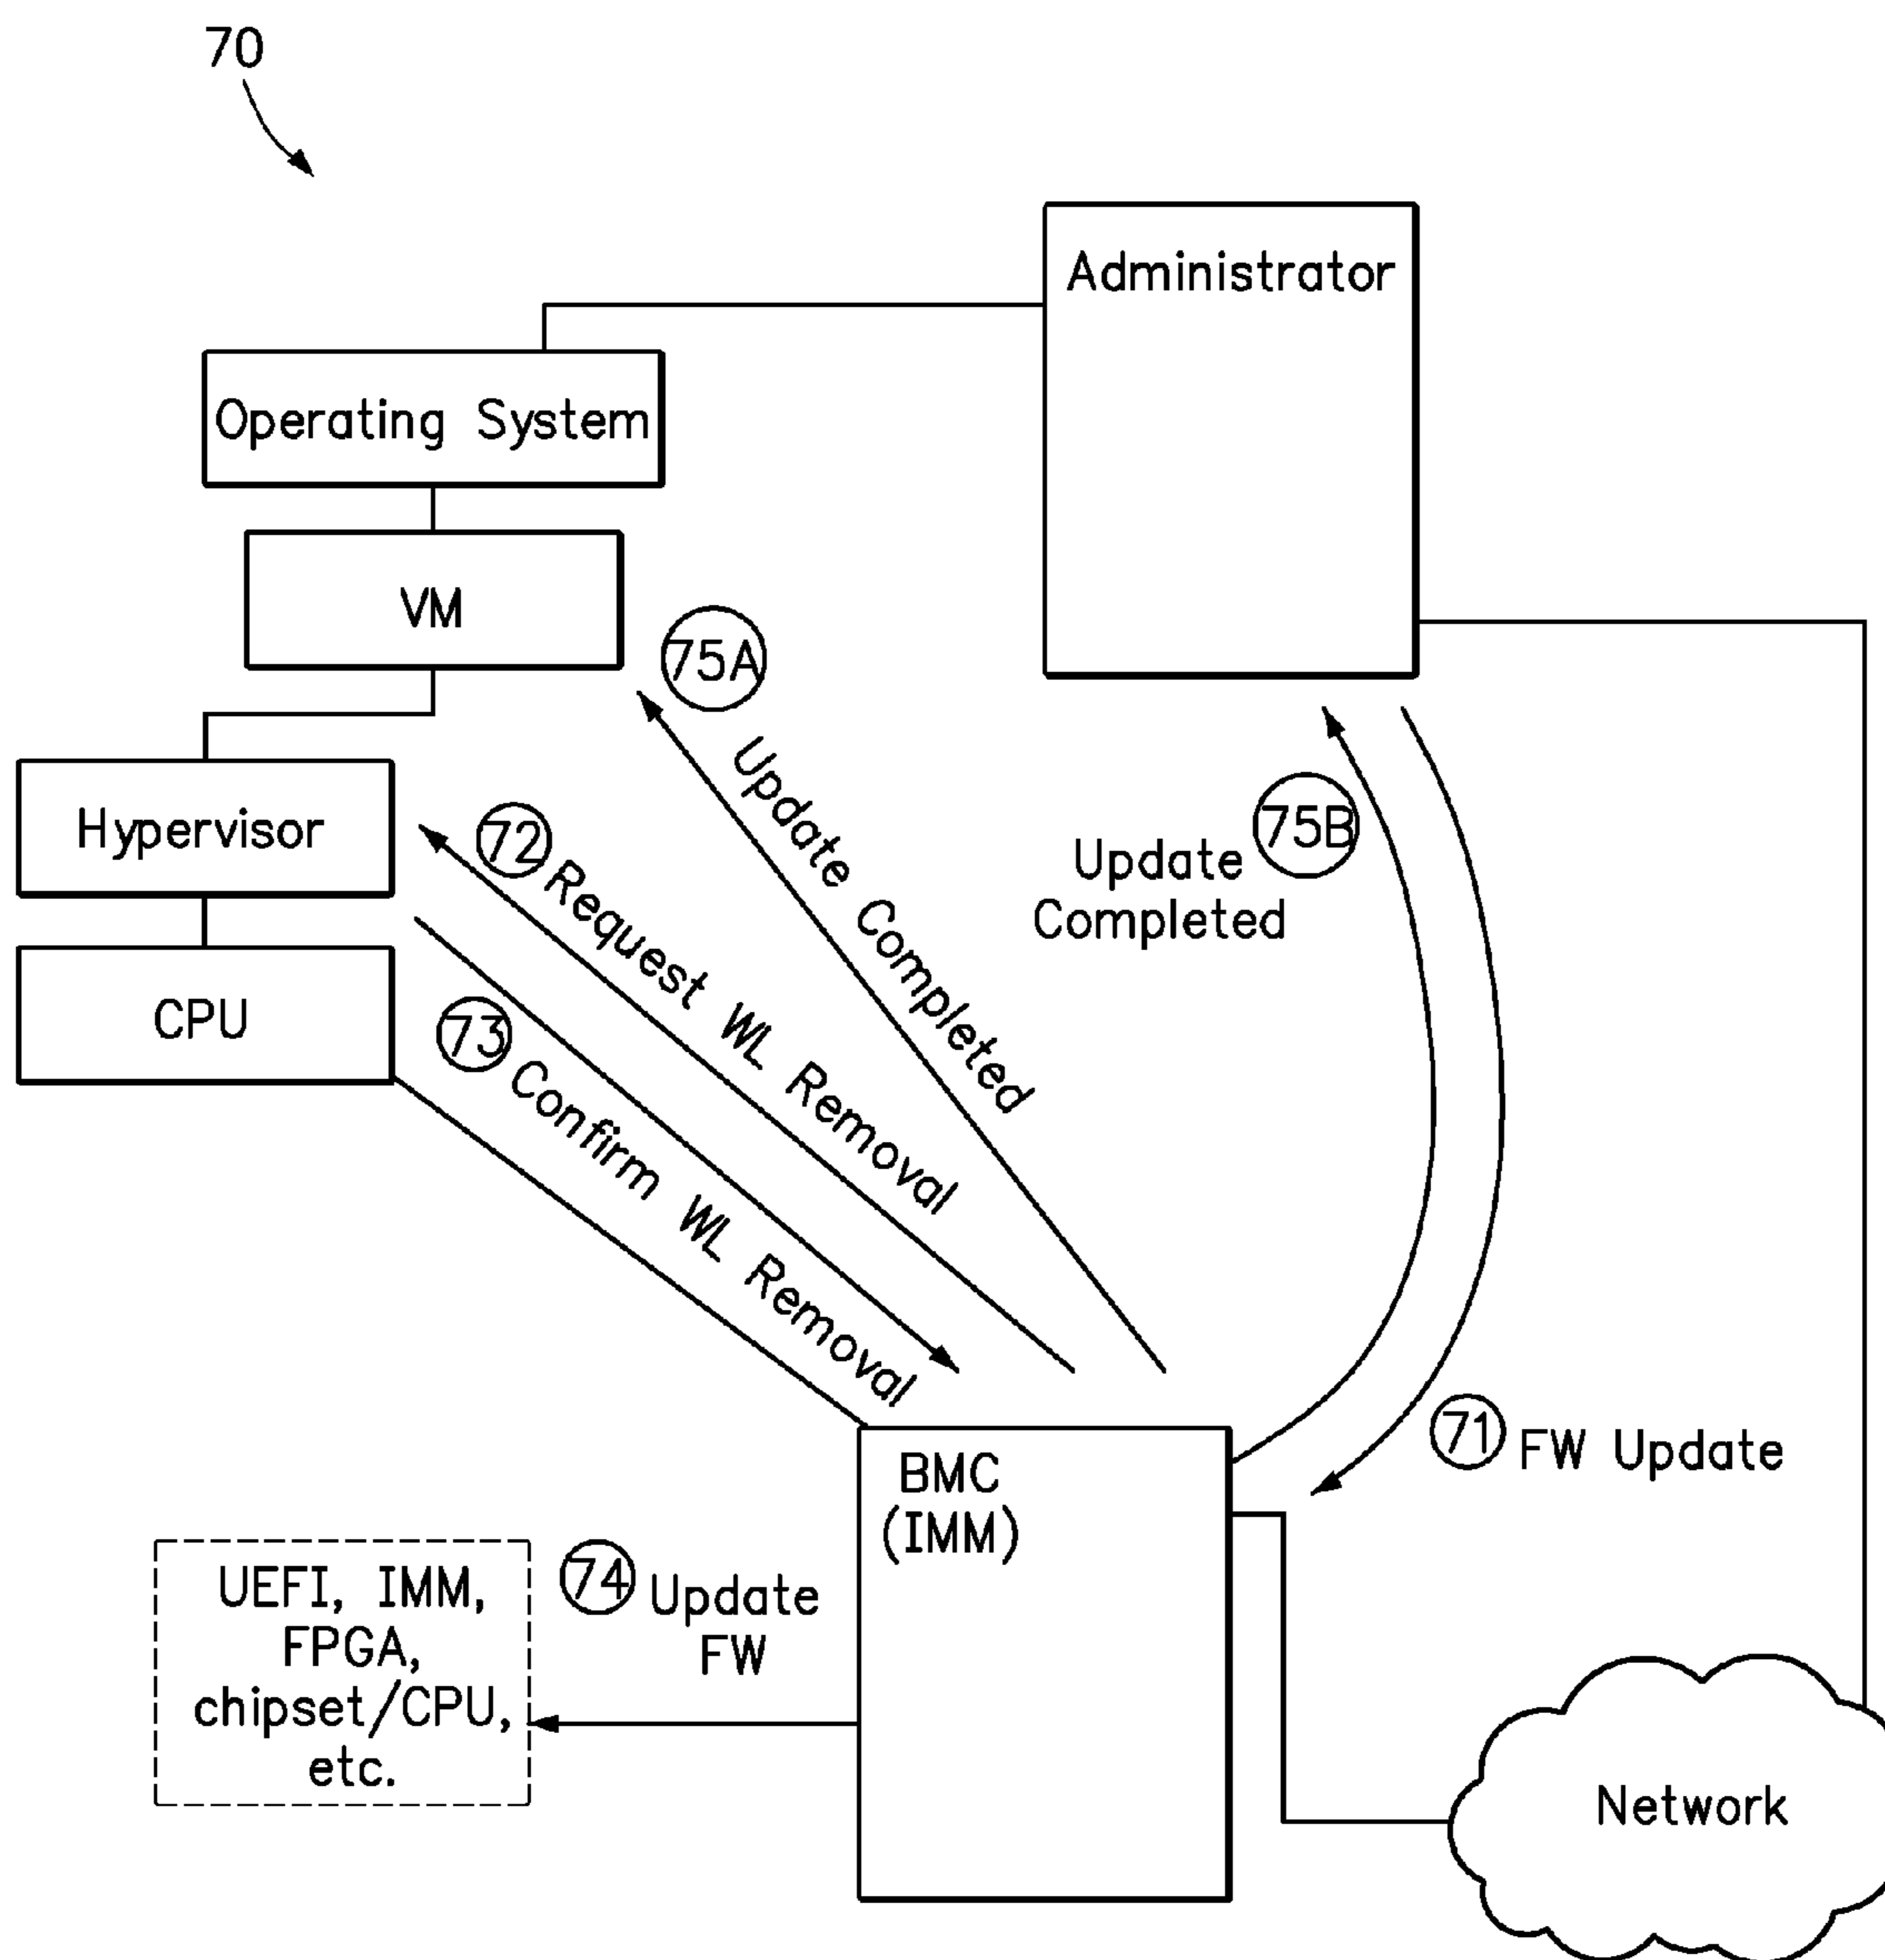 70
Administrator
Operating System
VM
75A
Update Completed
Hypervisor
72
Request WL Removal
75B
Update
Completed
CPU
73
Confirm WL Removal
71
FW Update
BMC
(IMM)
74
Update
FW
UEFI, IMM,
FPGA,
chipset/CPU,
etc.
Network